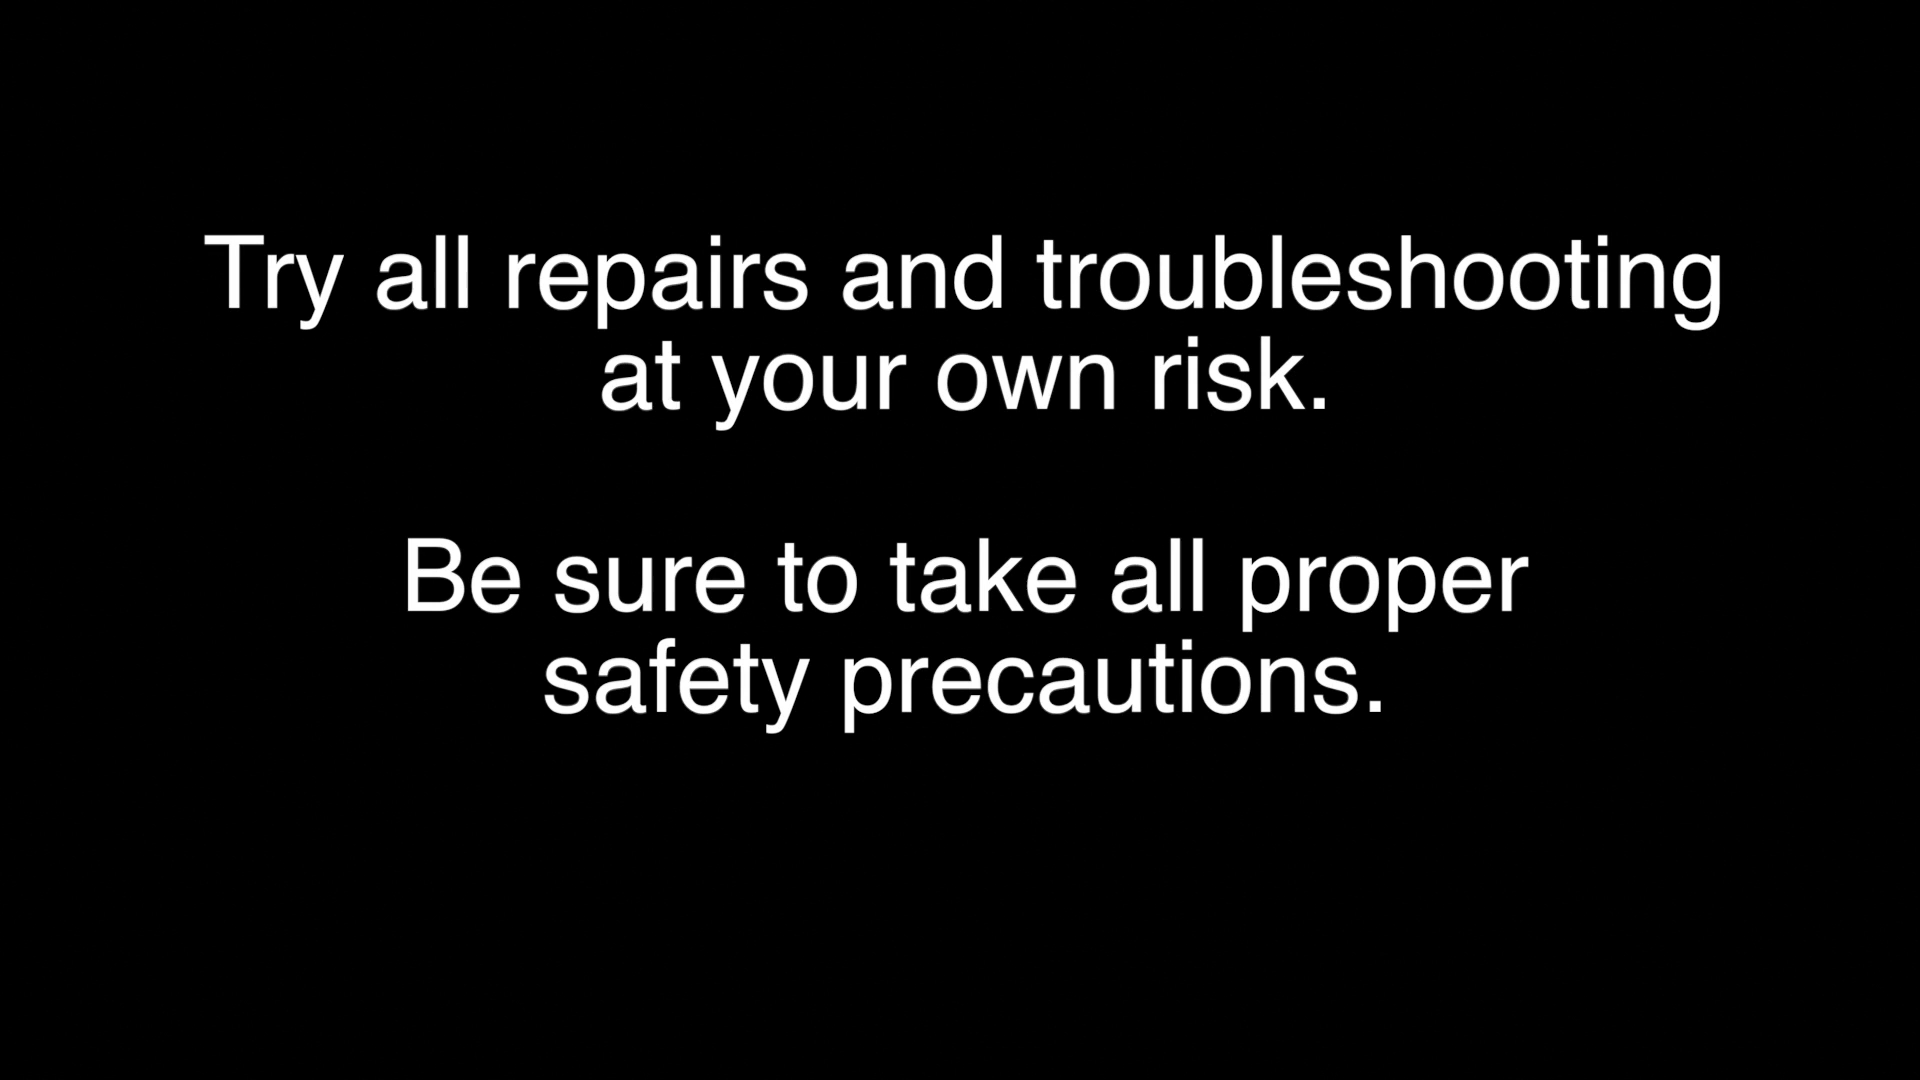 Try all repairs and troubleshooting
at your own risk.
Be sure to take all proper
safety precautions.